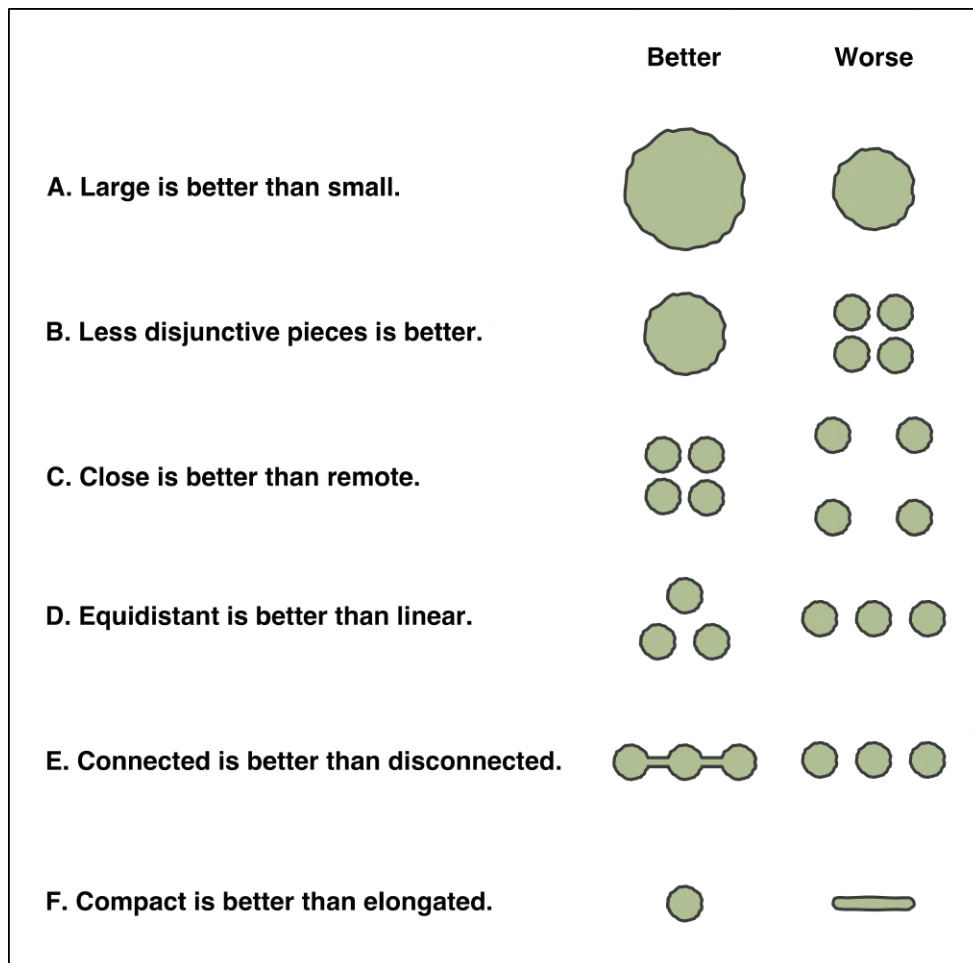 Better Worse
A. Large is better than small.
B. Less disjunctive pieces is better.
C. Close is better than remote.
D. Equidistant is better than linear.
E. Connected is better than disconnected.
F. Compact is better than elongated.